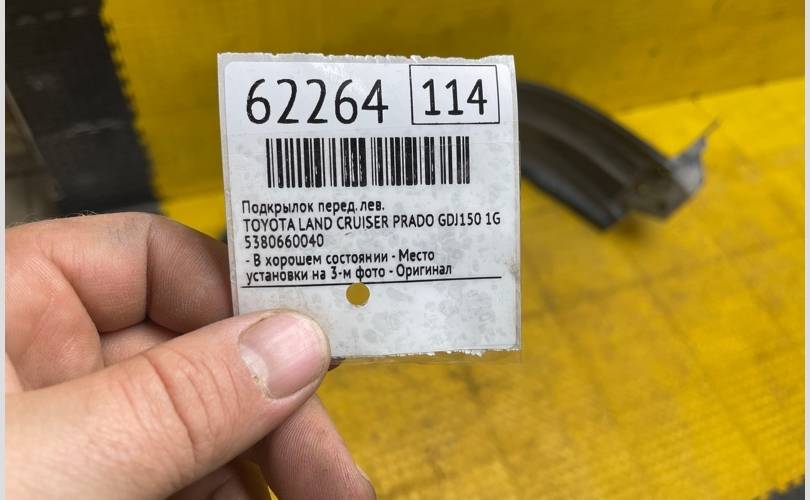 62264 114
Подкрылок перед.лев.
TOYOTA LAND CRUISER PRADO GDJ150 1G
5380660040
- В хорошем состоянии - Место
установки на 3-м фото - Оригинал